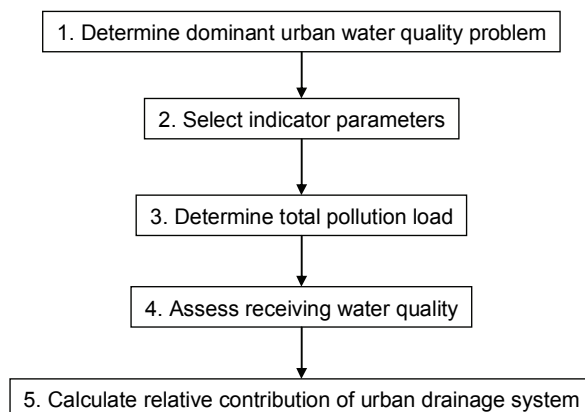 1. Determine dominant urban water quality problem
2. Select indicator parameters
3. Determine total pollution load
4. Assess receiving water quality
5. Calculate relative contribution of urban drainage system